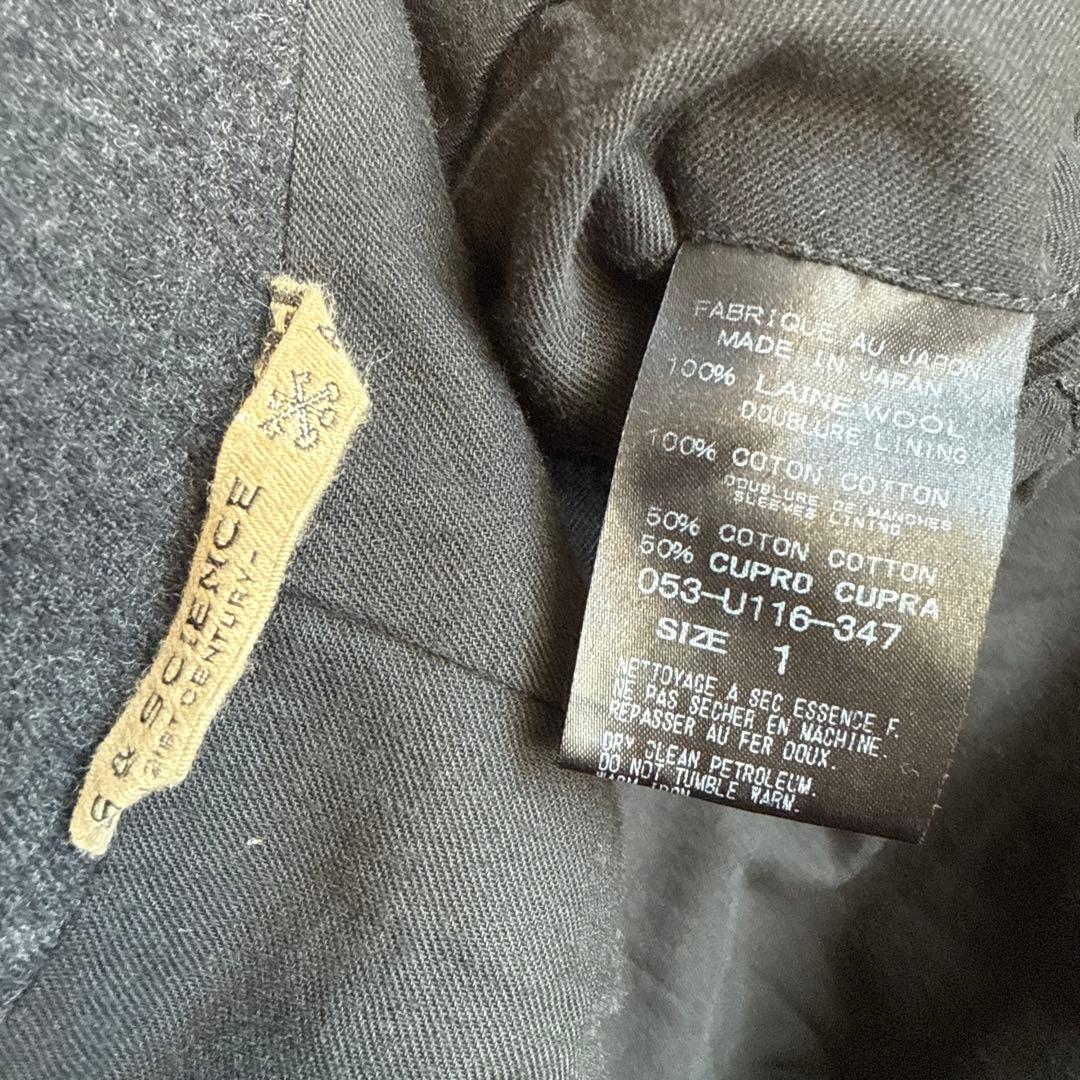 S & SCIENCE
21ST CENTURY-
FABRIQUE AU JAPON
MADE IN JAPAN
100% LAINE WOOL
DOUBLURE LINING
100% COTON COTTON
DOUBLURE DE MANCHES
SLEEVES LINING
50% COTON COTTON
50% CUPRO CUPRA
053-U116-347
SIZE 1
NETTOYAGE A SEC ESSENCE F.
NE PAS SECHER EN MACHINE.
REPASSER AU FER DOUX.
DRY CLEAN PETROLEUM.
DO NOT TUMBLE WARM.
WARM IRON